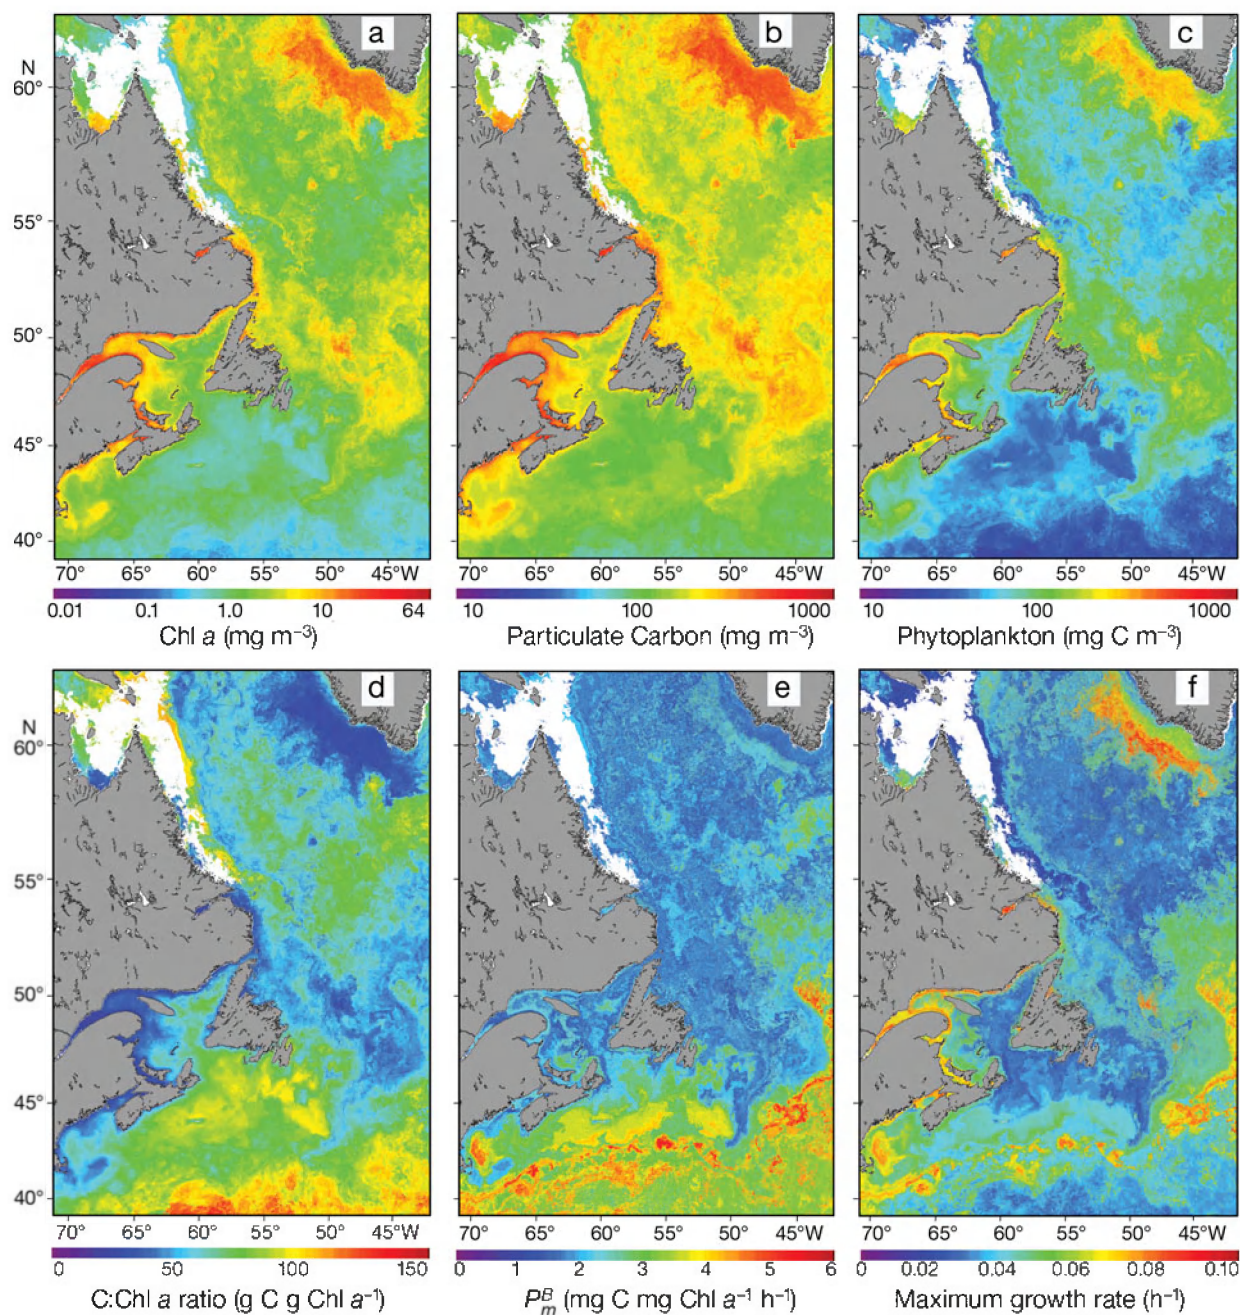 a b c
N
60°
55°
50°
45°
40°
70° 65° 60° 55° 50° 45°W 70° 65° 60° 55° 50° 45°W 70° 65° 60° 55° 50° 45°W
0.01 0.1 1.0 10 64 10 100 1000 10 100 1000
Chl a (mg m⁻³) Particulate Carbon (mg m⁻³) Phytoplankton (mg C m⁻³)
d e f
N
60°
55°
50°
45°
40°
70° 65° 60° 55° 50° 45°W 70° 65° 60° 55° 50° 45°W 70° 65° 60° 55° 50° 45°W
0 50 100 150 0 1 2 3 4 5 6 0 0.02 0.04 0.06 0.08 0.10
C:Chl a ratio (g C g Chl a⁻¹) P_m^B (mg C mg Chl a⁻¹ h⁻¹) Maximum growth rate (h⁻¹)